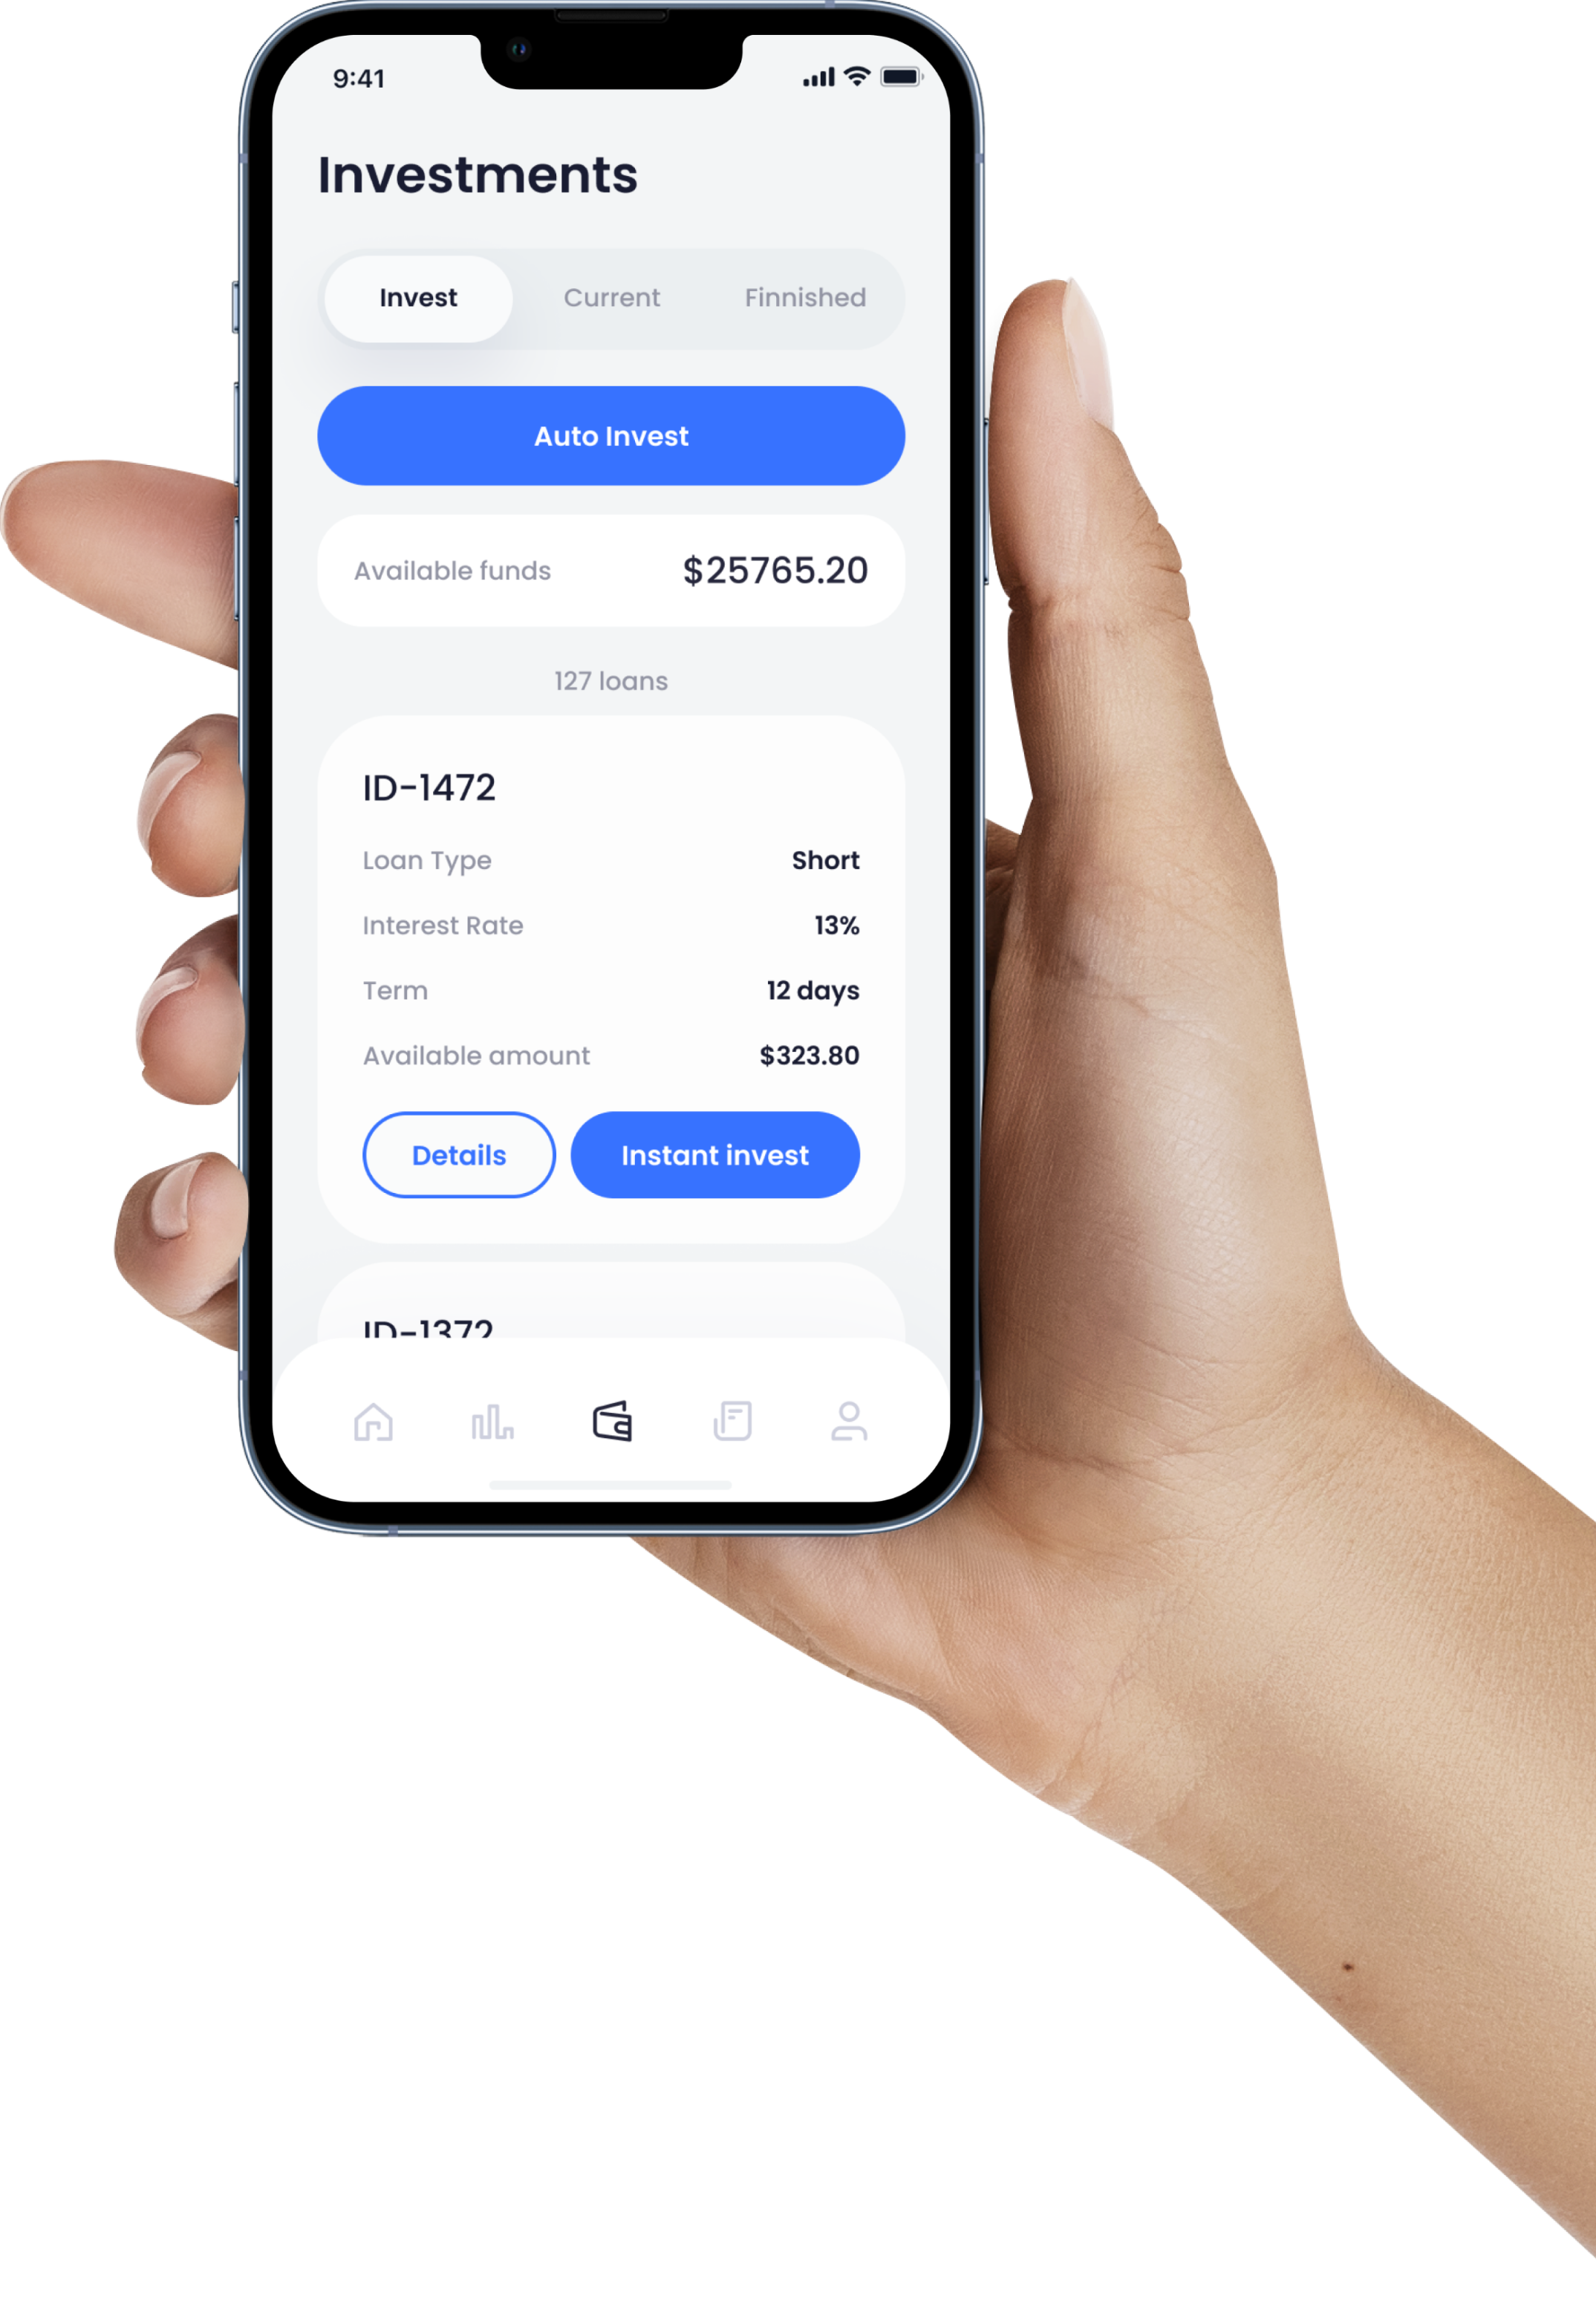 9:41
Investments
Invest Current Finnished
Auto Invest
Available funds $25765.20
127 loans
ID-1472
Loan Type Short
Interest Rate 13%
Term 12 days
Available amount $323.80
Details Instant invest
ID-1372